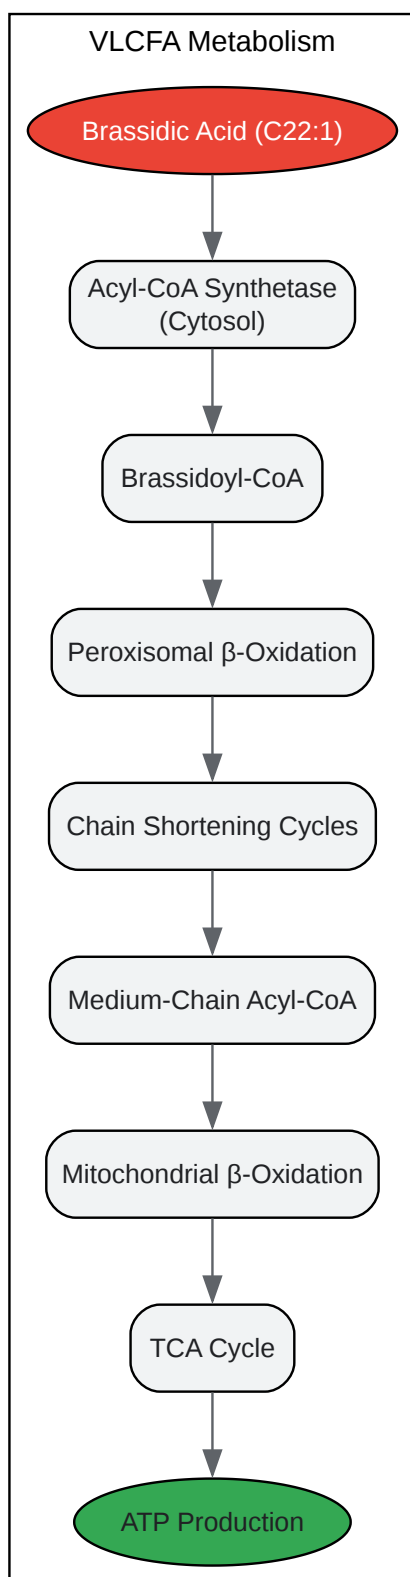 VLCFA Metabolism
Brassidic Acid (C22:1)
Acyl-CoA Synthetase
(Cytosol)
Brassidoyl-CoA
Peroxisomal β-Oxidation
Chain Shortening Cycles
Medium-Chain Acyl-CoA
Mitochondrial β-Oxidation
TCA Cycle
ATP Production